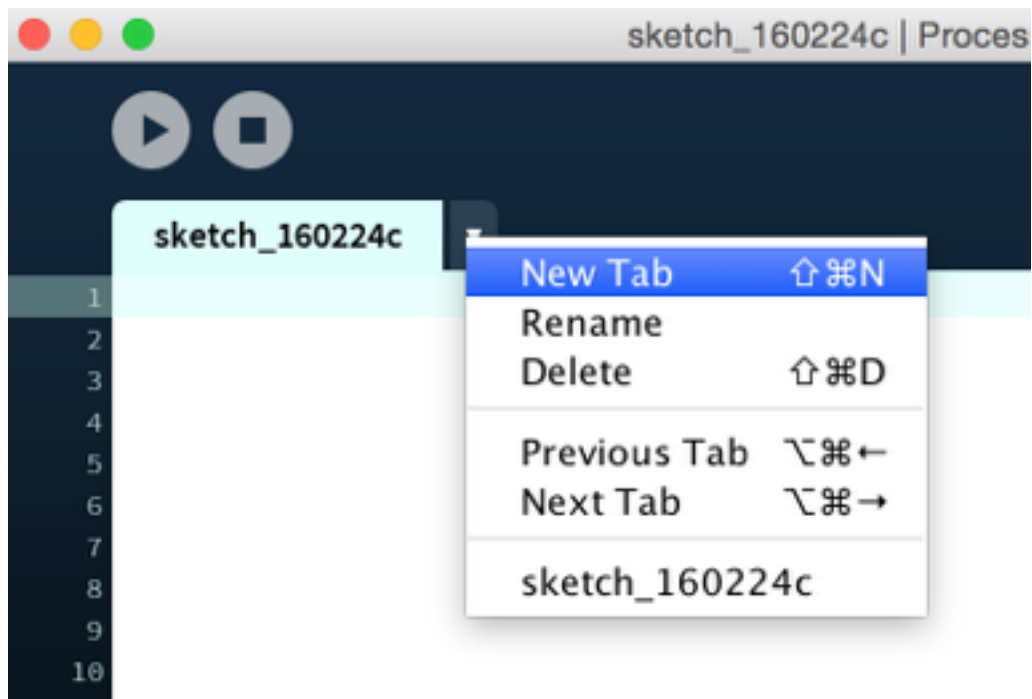 sketch_160224c | Proces
sketch_160224c
New Tab ⇧⌘N
Rename
Delete ⇧⌘D
Previous Tab ⌥⌘←
Next Tab ⌥⌘→
sketch_160224c
1
2
3
4
5
6
7
8
9
10